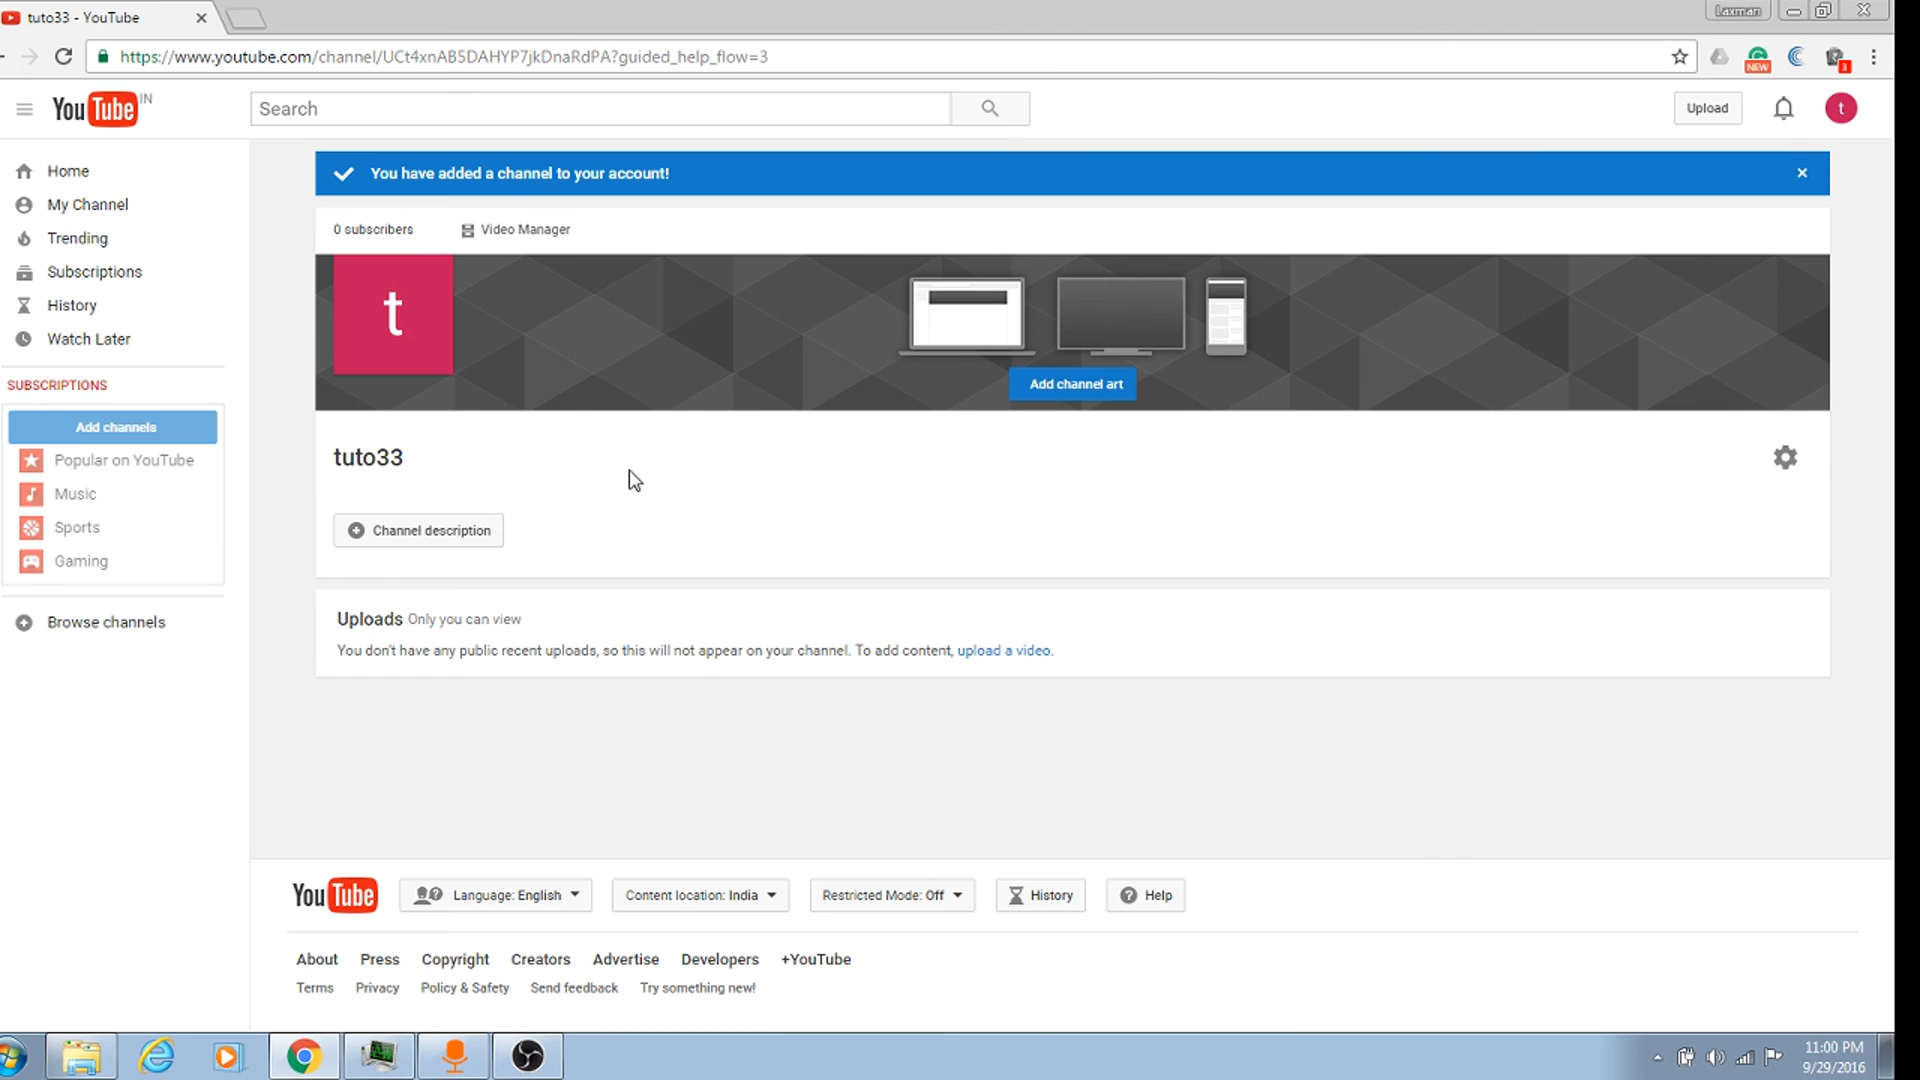 tuto33 - YouTube
Laxman
https://www.youtube.com/channel/UCt4xnAB5DAHYP7jkDnaRdPA?guided_help_flow=3
NEW
3
YouTube IN
Search
Upload
t
Home
My Channel
Trending
Subscriptions
History
Watch Later
SUBSCRIPTIONS
Add channels
Popular on YouTube
Music
Sports
Gaming
Browse channels
You have added a channel to your account!
0 subscribers
Video Manager
t
Add channel art
tuto33
Channel description
Uploads Only you can view
You don't have any public recent uploads, so this will not appear on your channel. To add content, upload a video.
YouTube
Language: English
Content location: India
Restricted Mode: Off
History
Help
About Press Copyright Creators Advertise Developers +YouTube
Terms Privacy Policy & Safety Send feedback Try something new!
11:00 PM
9/29/2016